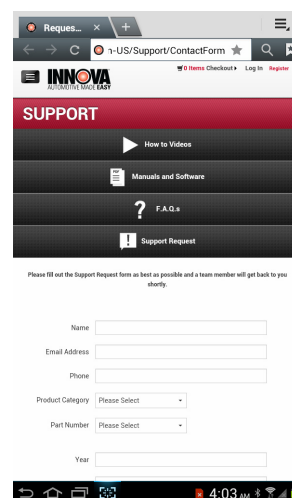 Reques...
n-US/Support/ContactForm
INNOVA
AUTOMOTIVE MADE EASY
0 Items Checkout Log In Register
SUPPORT
How to Videos
PDF
Manuals and Software
? F.A.Q.s
! Support Request
Please fill out the Support Request form as best as possible and a team member will get back to you
shortly.
Name
Email Address
Phone
Product Category Please Select
Part Number Please Select
Year
4:03 AM